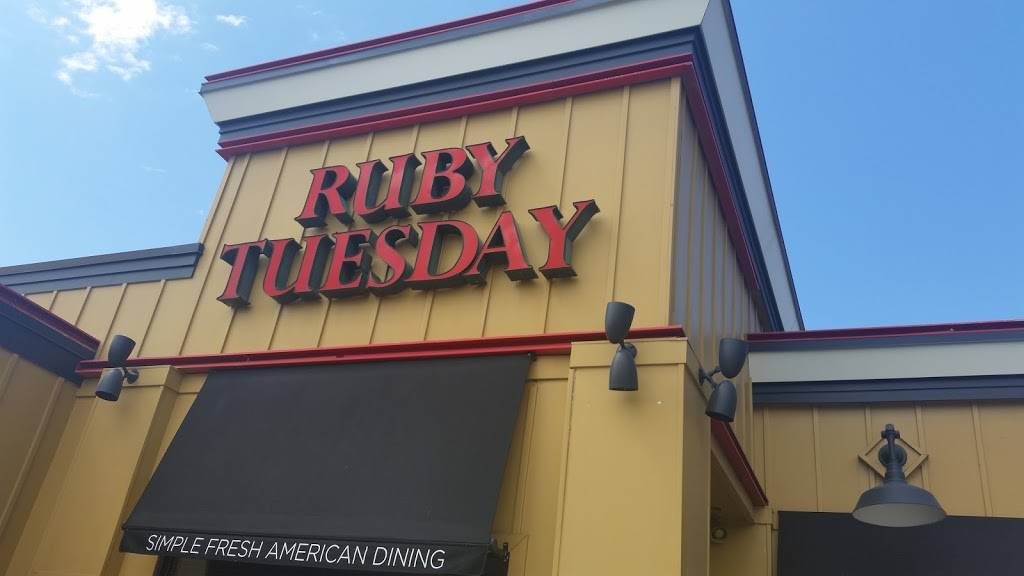 RUBY
TUESDAY
SIMPLE FRESH AMERICAN DINING